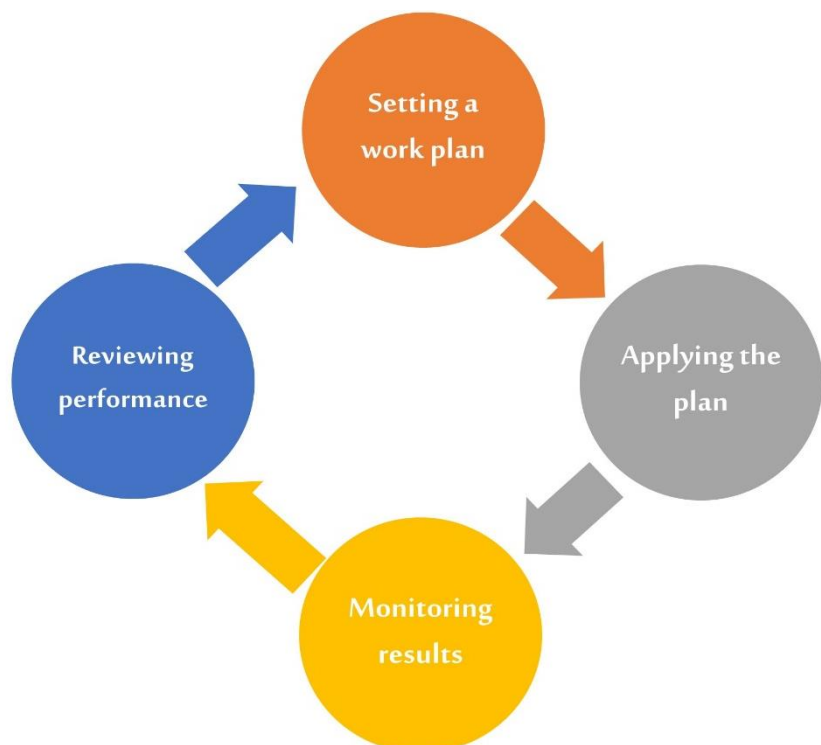 Setting a
work plan
Applying the
plan
Monitoring
results
Reviewing
performance